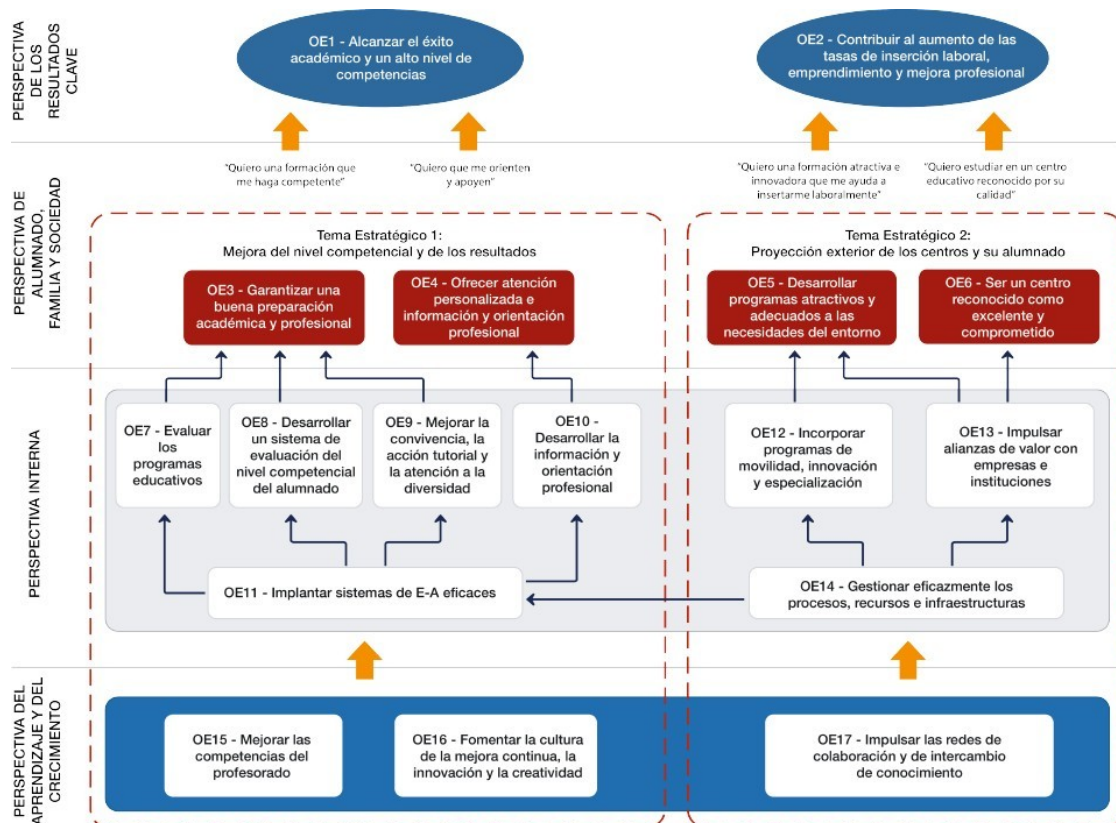 PERSPECTIVA
DE LOS
RESULTADOS
CLAVE
OE1 - Alcanzar el éxito
académico y un alto nivel de
competencias
OE2 - Contribuir al aumento de las
tasas de inserción laboral,
emprendimiento y mejora profesional
PERSPECTIVA DE
ALUMNADO,
FAMILIA Y SOCIEDAD
"Quiero una formación que
me haga competente"
"Quiero que me orienten
y apoyen"
"Quiero una formación atractiva e
innovadora que me ayuda a
insertarme laboralmente"
"Quiero estudiar en un centro
educativo reconocido por su
calidad"
Tema Estratégico 1:
Mejora del nivel competencial y de los resultados
Tema Estratégico 2:
Proyección exterior de los centros y su alumnado
OE3 - Garantizar una
buena preparación
académica y profesional
OE4 - Ofrecer atención
personalizada e
información y orientación
profesional
OE5 - Desarrollar
programas atractivos y
adecuados a las
necesidades del entorno
OE6 - Ser un centro
reconocido como
excelente y
comprometido
PERSPECTIVA INTERNA
OE7 - Evaluar
los
programas
educativos
OE8 - Desarrollar
un sistema de
evaluación del
nivel competencial
del alumnado
OE9 - Mejorar la
convivencia, la
acción tutorial y
la atención a la
diversidad
OE10 -
Desarrollar la
información y
orientación
profesional
OE12 - Incorporar
programas de
movilidad, innovación
y especialización
OE13 - Impulsar
alianzas de valor con
empresas e
instituciones
OE11 - Implantar sistemas de E-A eficaces
OE14 - Gestionar eficazmente los
procesos, recursos e infraestructuras
PERSPECTIVA DEL
APRENDIZAJE Y DEL
CRECIMIENTO
OE15 - Mejorar las
competencias del
profesorado
OE16 - Fomentar la cultura
de la mejora continua, la
innovación y la creatividad
OE17 - Impulsar las redes de
colaboración y de intercambio
de conocimiento